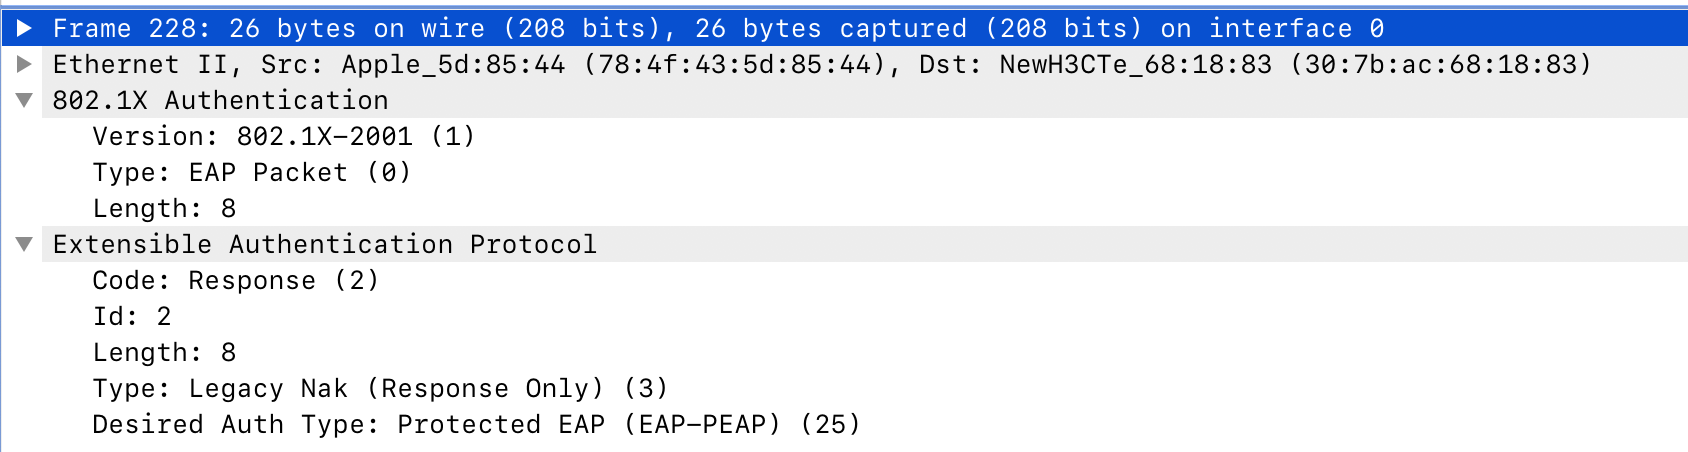 Frame 228: 26 bytes on wire (208 bits), 26 bytes captured (208 bits) on interface 0
Ethernet II, Src: Apple_5d:85:44 (78:4f:43:5d:85:44), Dst: NewH3CTe_68:18:83 (30:7b:ac:68:18:83)
802.1X Authentication
Version: 802.1X-2001 (1)
Type: EAP Packet (0)
Length: 8
Extensible Authentication Protocol
Code: Response (2)
Id: 2
Length: 8
Type: Legacy Nak (Response Only) (3)
Desired Auth Type: Protected EAP (EAP-PEAP) (25)